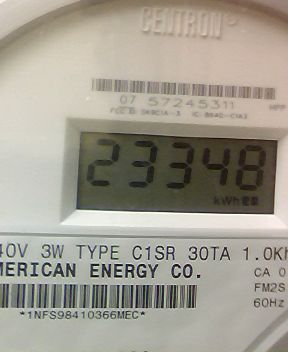 CENTRON
07 57245311
23348
kWh
40V 3W TYPE C1SR 30TA 1.0Kh
MERICAN ENERGY CO.
CA 0
FM2S
60Hz
*1NFS98410366MEC*